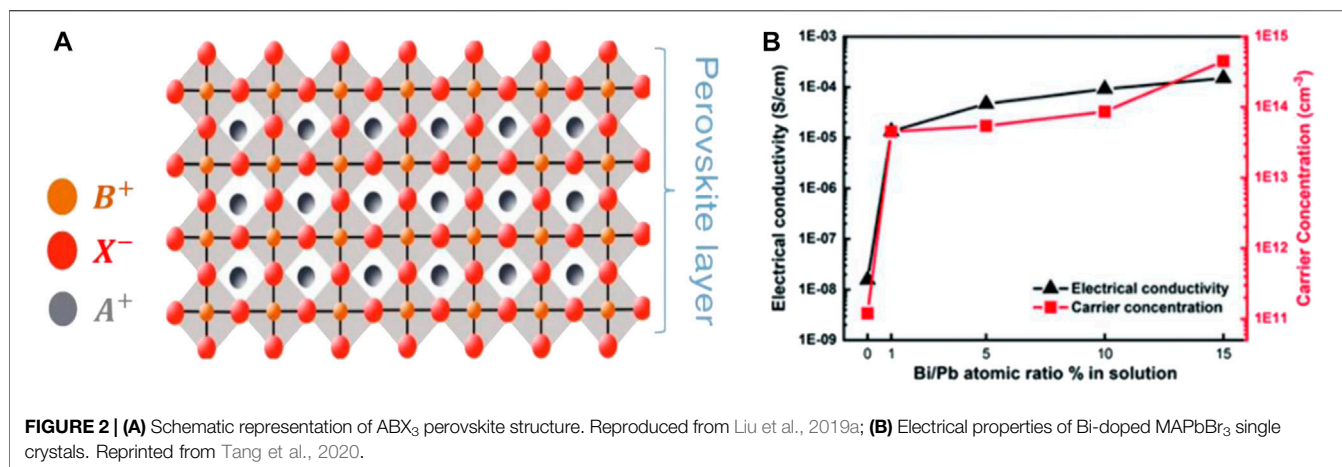 A
B⁺
X⁻
A⁺
Perovskite layer
B
1E-03
1E-04
1E-05
1E-06
1E-07
1E-08
1E-09
Electrical conductivity (S/cm)
1E15
1E14
1E13
1E12
1E11
Carrier Concentration (cm⁻³)
Electrical conductivity
Carrier concentration
0 1 5 10 15
Bi/Pb atomic ratio % in solution
FIGURE 2 | (A) Schematic representation of ABX₃ perovskite structure. Reproduced from Liu et al., 2019a; (B) Electrical properties of Bi-doped MAPbBr₃ single
crystals. Reprinted from Tang et al., 2020.